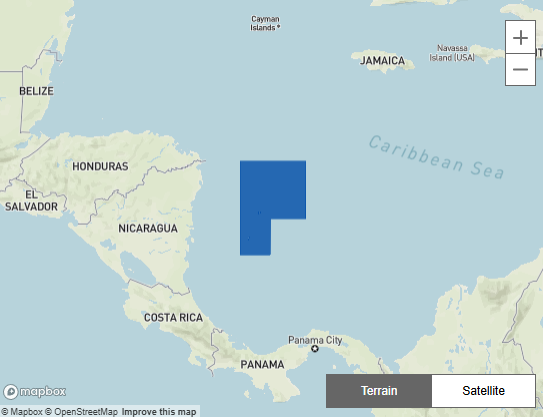 Cayman
Islands
+
JAMAICA
Navassa
Island (USA)
−
BELIZE
Caribbean Sea
HONDURAS
EL
SALVADOR
NICARAGUA
COSTA RICA
Panama City
PANAMA
mapbox
Terrain
Satellite
© Mapbox © OpenStreetMap Improve this map